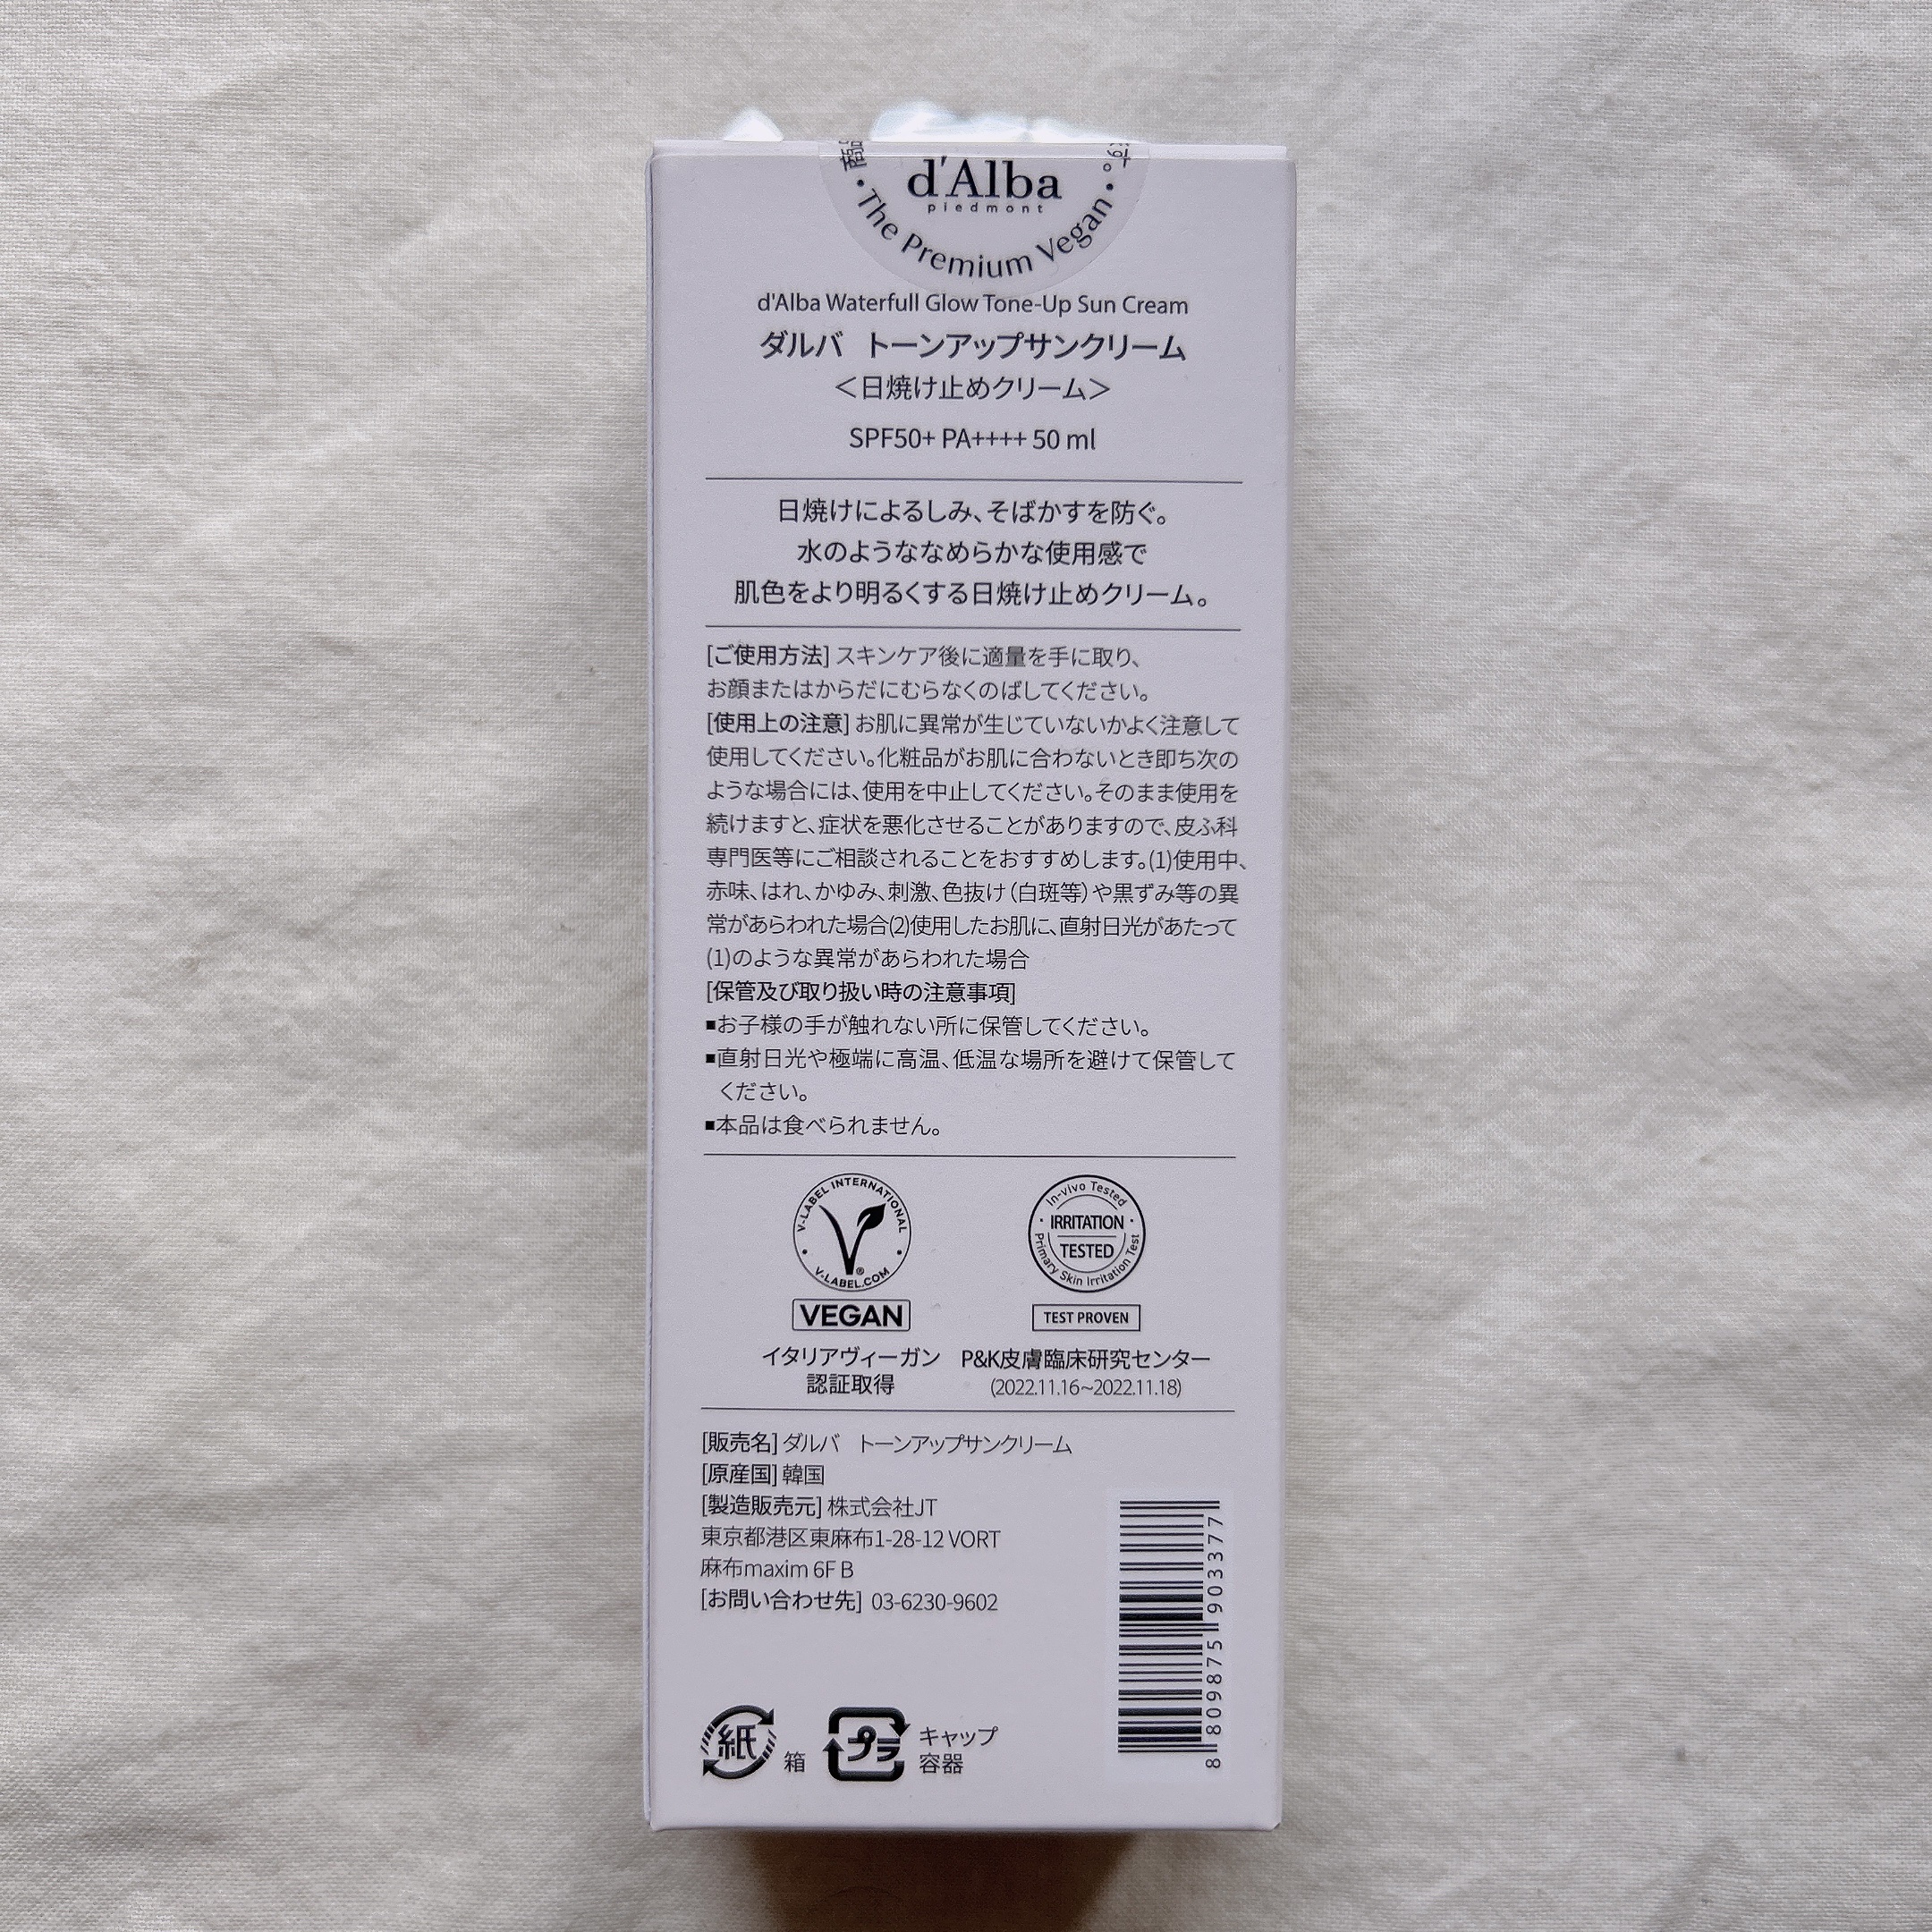 d'Alba
piedmont
The Premium Vegan
d'Alba Waterfull Glow Tone-Up Sun Cream
ダルバ　トーンアップサンクリーム
＜日焼け止めクリーム＞
SPF50+ PA++++ 50 ml
日焼けによるしみ、そばかすを防ぐ。
水のようななめらかな使用感で
肌色をより明るくする日焼け止めクリーム。
[ご使用方法] スキンケア後に適量を手に取り、
お顔またはからだにむらなくのばしてください。
[使用上の注意] お肌に異常が生じていないかよく注意して
使用してください。化粧品がお肌に合わないとき即ち次の
ような場合には、使用を中止してください。そのまま使用を
続けますと、症状を悪化させることがありますので、皮ふ科
専門医等にご相談されることをおすすめします。(1)使用中、
赤味、はれ、かゆみ、刺激、色抜け（白斑等）や黒ずみ等の異
常があらわれた場合(2)使用したお肌に、直射日光があたって
(1)のような異常があらわれた場合
[保管及び取り扱い時の注意事項]
■お子様の手が触れない所に保管してください。
■直射日光や極端に高温、低温な場所を避けて保管して
ください。
■本品は食べられません。
V-LABEL INTERNATIONAL
V-LABEL.COM
®
VEGAN
イタリアヴィーガン
認証取得
In-vivo Tested
IRRITATION
TESTED
Primary Skin Irritation Test
TEST PROVEN
P&K皮膚臨床研究センター
(2022.11.16~2022.11.18)
[販売名] ダルバ　トーンアップサンクリーム
[原産国] 韓国
[製造販売元] 株式会社JT
東京都港区東麻布1-28-12 VORT
麻布maxim 6F B
[お問い合わせ先] 03-6230-9602
紙
箱
プラ
キャップ
容器
8 809875 903377